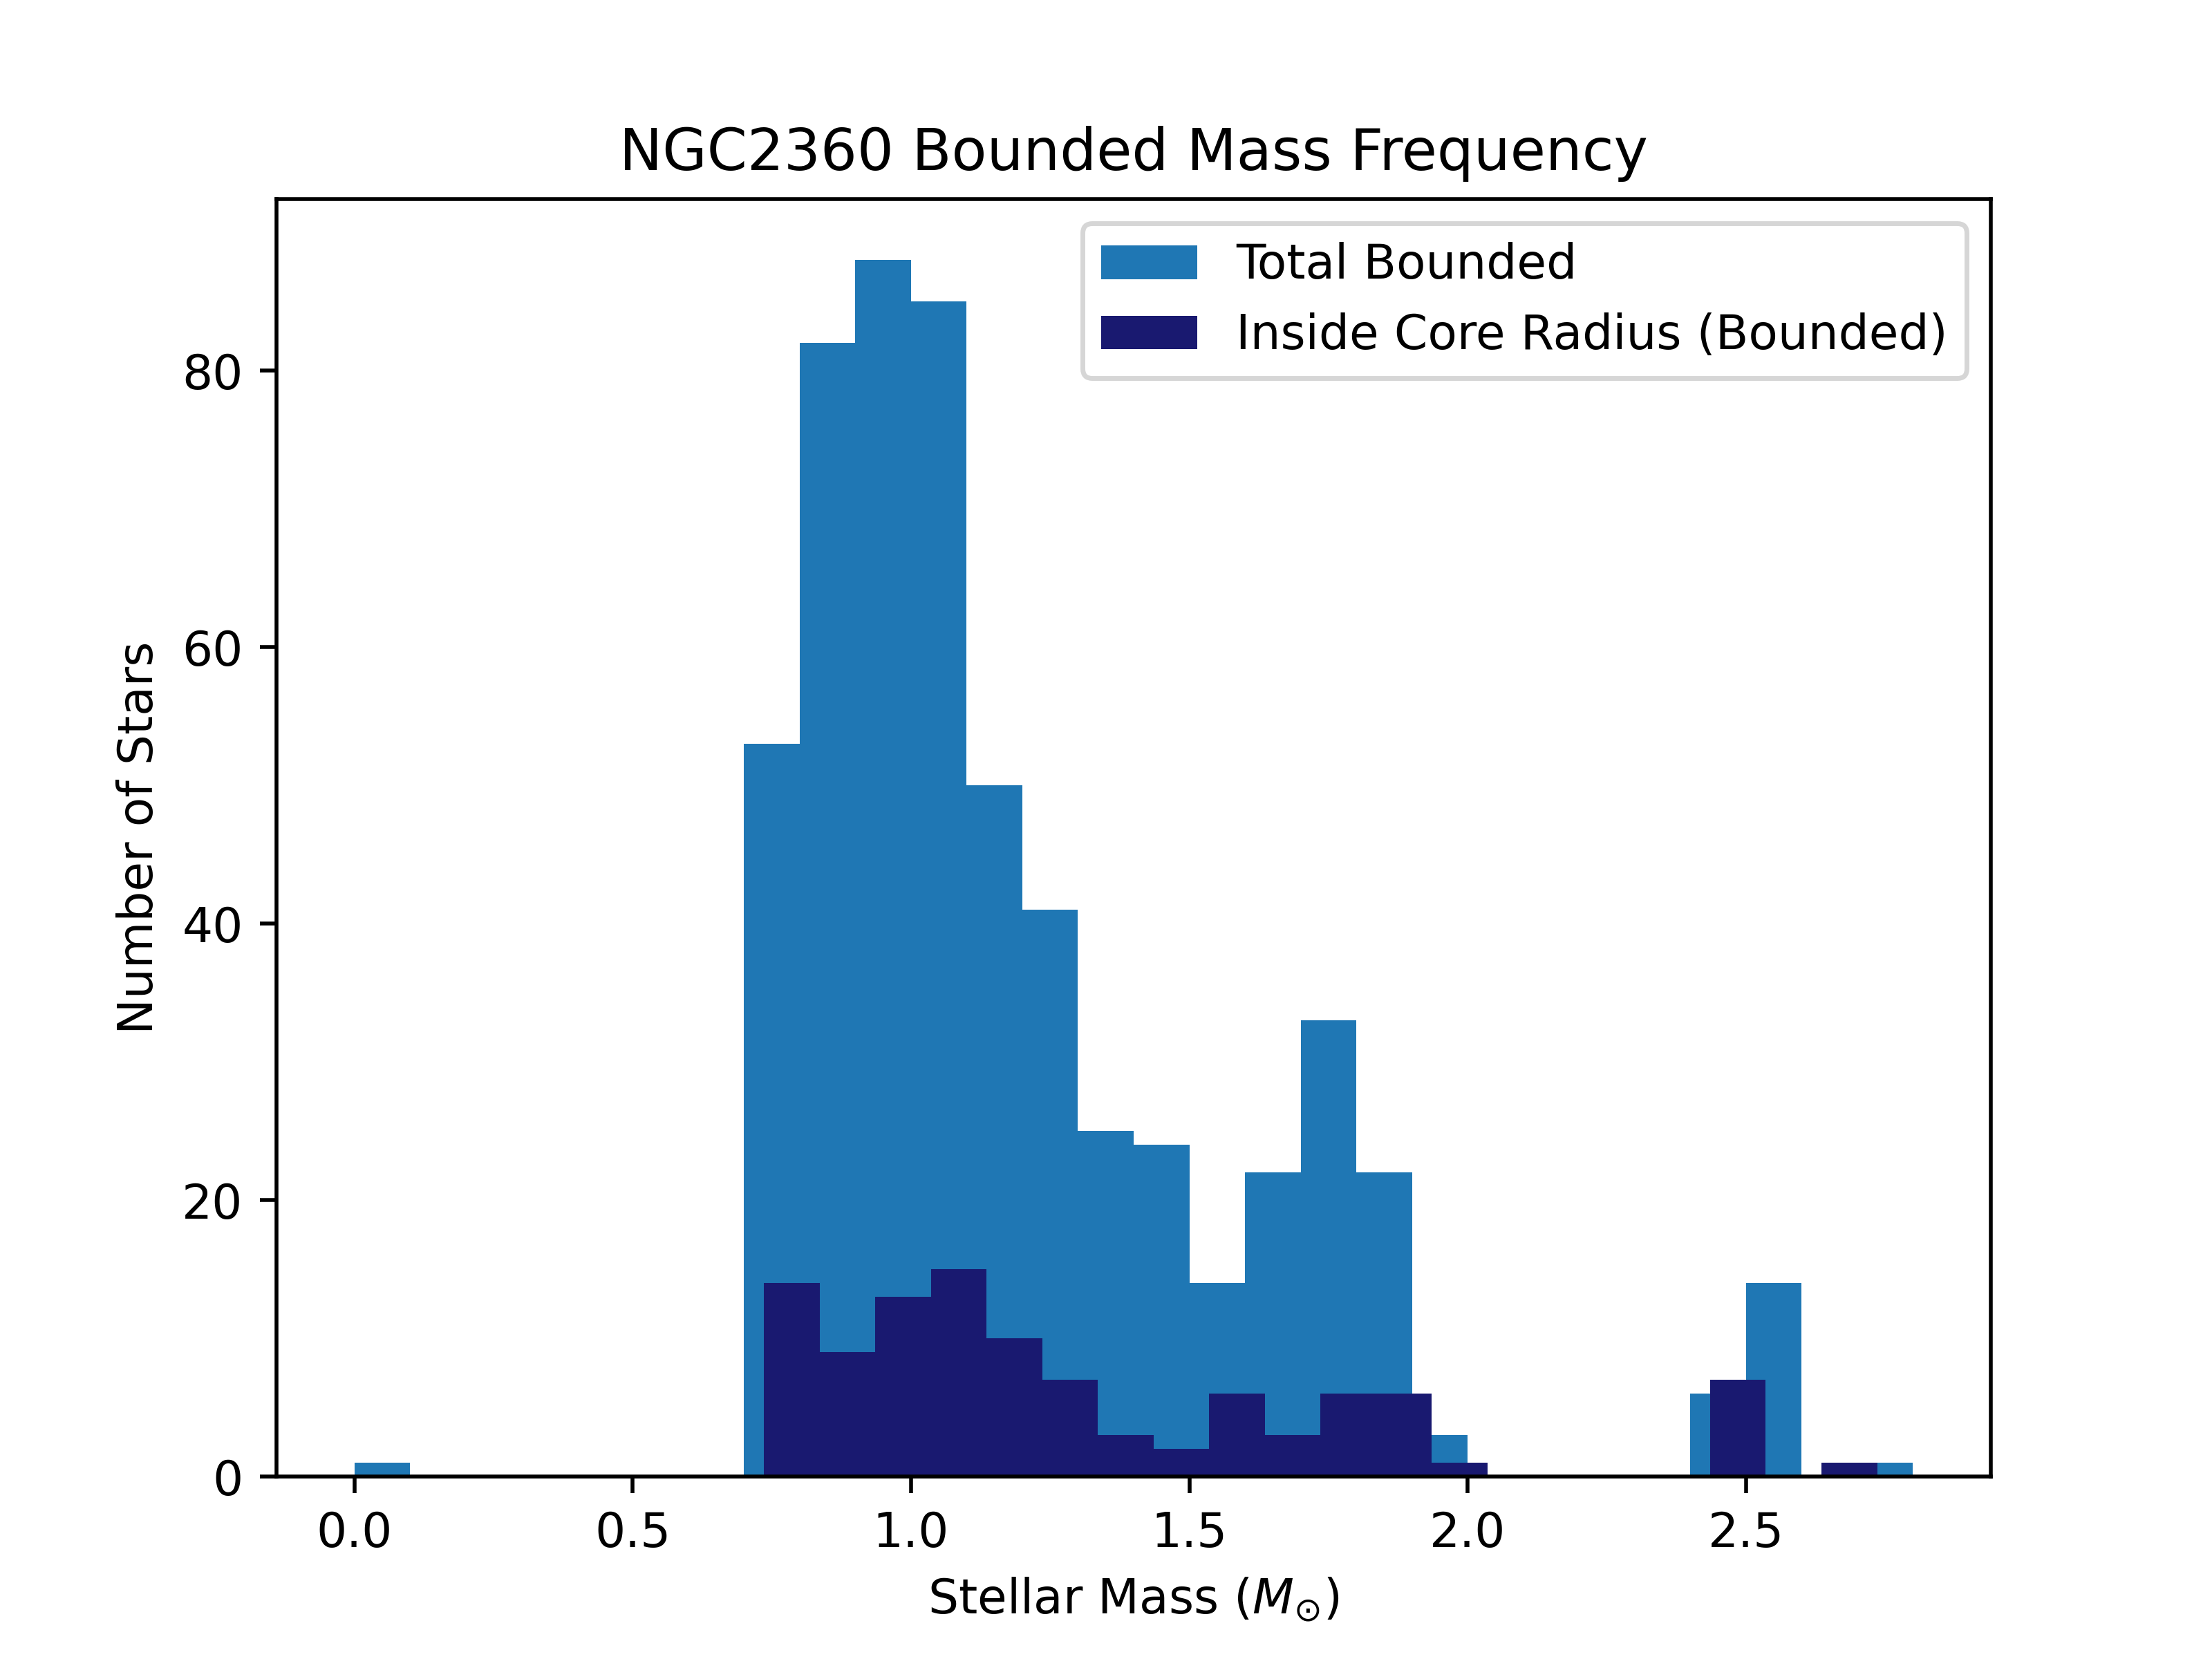 NGC2360 Bounded Mass Frequency
Total Bounded
Inside Core Radius (Bounded)
Number of Stars
80
60
40
20
0
0.0 0.5 1.0 1.5 2.0 2.5
Stellar Mass (M☉)